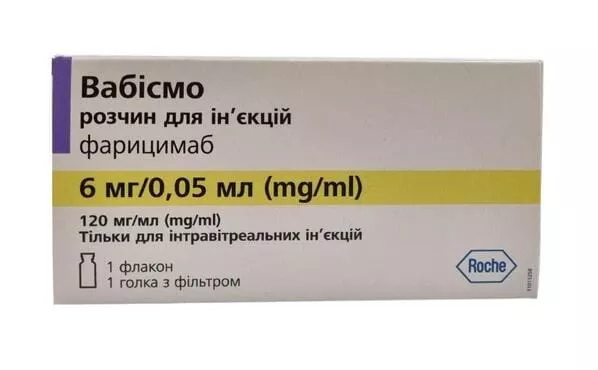 Вабісмо
розчин для ін’єкцій
фарицимаб
6 мг/0,05 мл (mg/ml)
120 мг/мл (mg/ml)
Тільки для інтравітреальних ін’єкцій
1 флакон
1 голка з фільтром
Roche